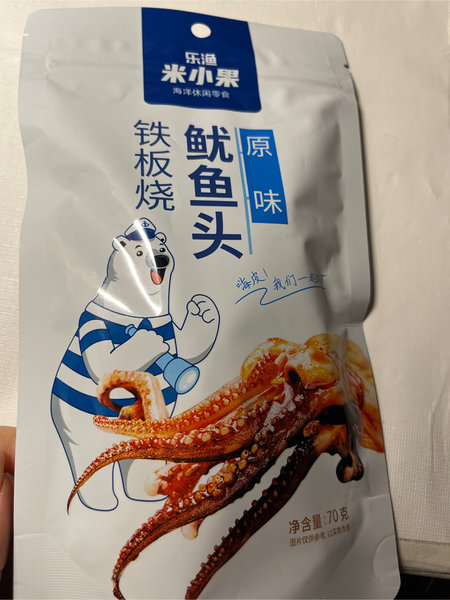 乐渔
米小果
海洋休闲零食
原味
鱿鱼头
铁板烧
嗨皮!我们一起
净含量:70克
图片仅供参考,以实物为准